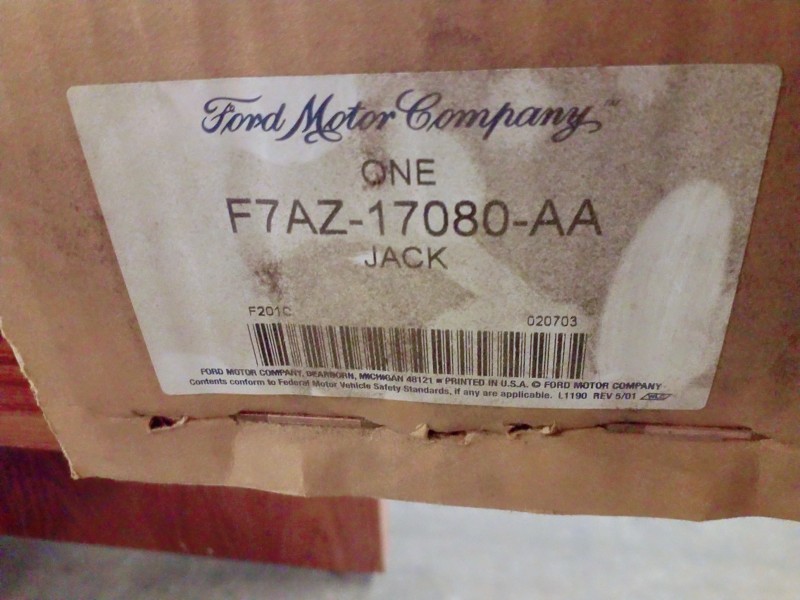 Ford Motor Company™
ONE
F7AZ-17080-AA
JACK
F201C 020703
FORD MOTOR COMPANY, DEARBORN, MICHIGAN 48121 ■ PRINTED IN U.S.A. © FORD MOTOR COMPANY
Contents conform to Federal Motor Vehicle Safety Standards, if any are applicable. L1190 REV 5/01